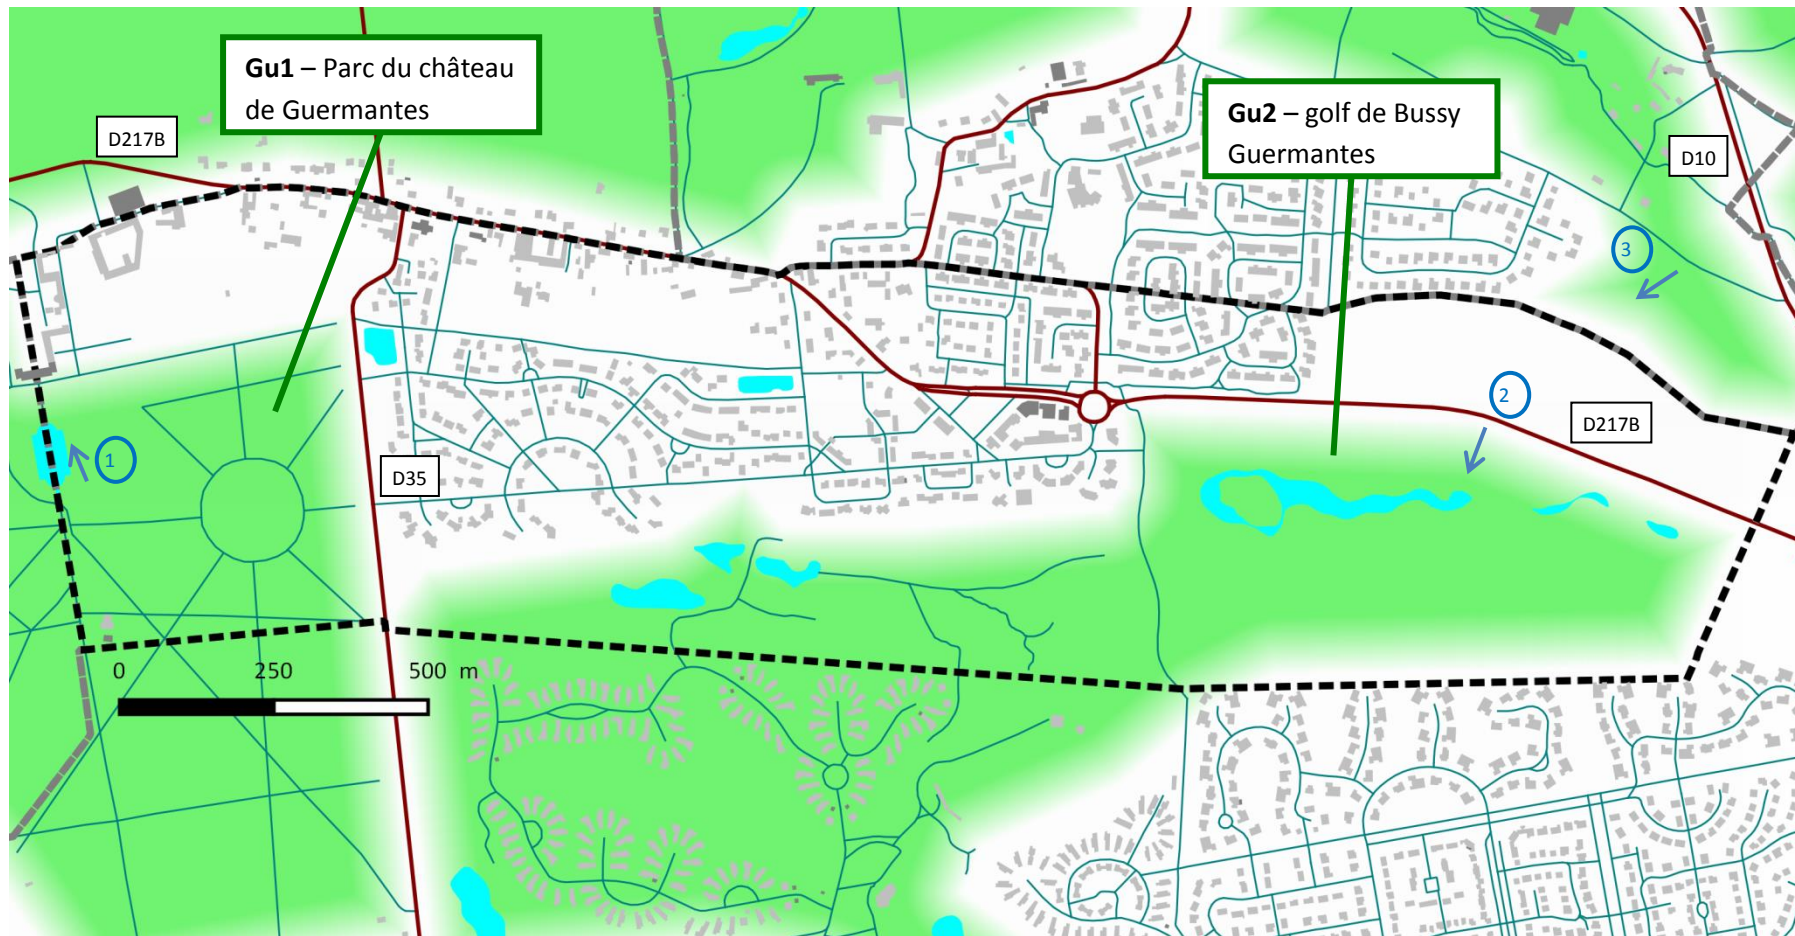 Gu1 – Parc du château
de Guermantes
D217B
Gu2 – golf de Bussy
Guermantes
D10
3
2
D217B
1
D35
0 250 500 m